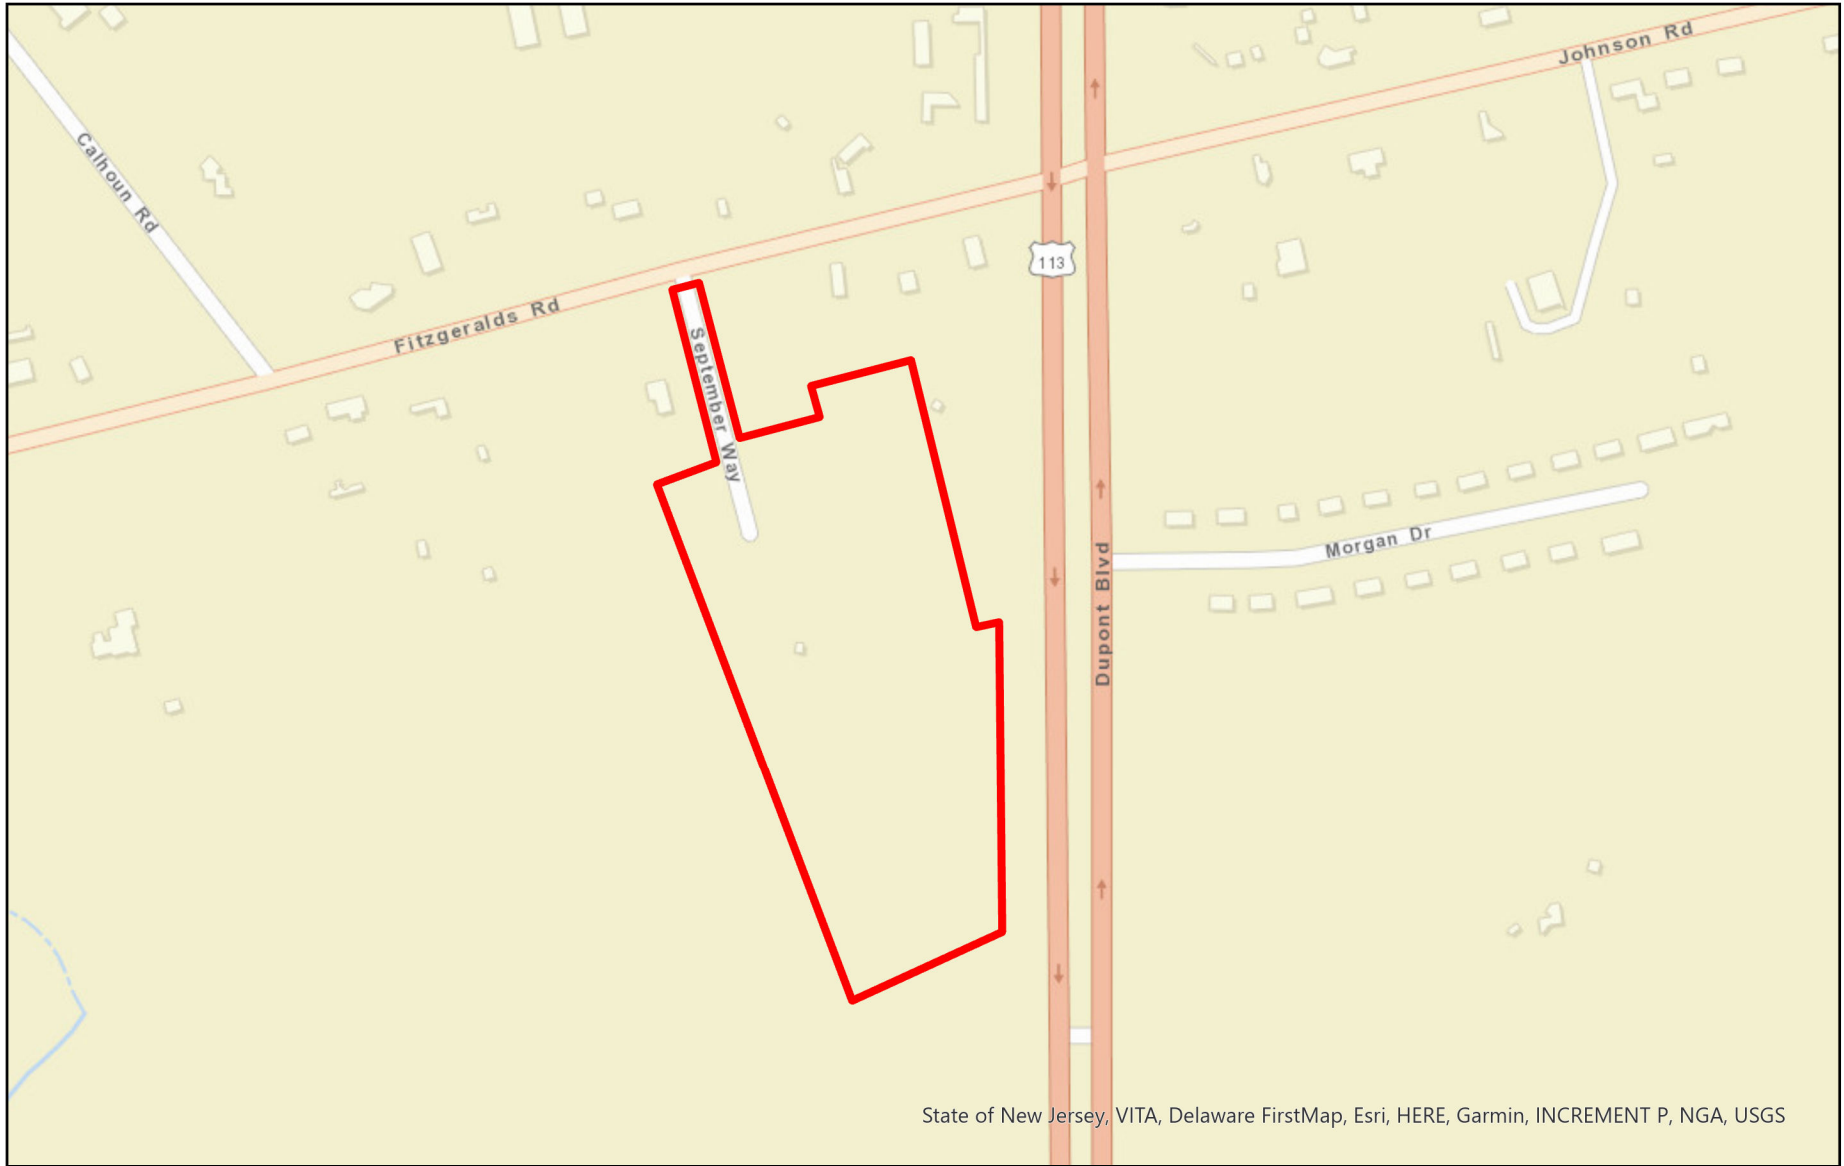 Johnson Rd
Calhoun Rd
113
Fitzgeralds Rd
September Way
Morgan Dr
Dupont Blvd
State of New Jersey, VITA, Delaware FirstMap, Esri, HERE, Garmin, INCREMENT P, NGA, USGS